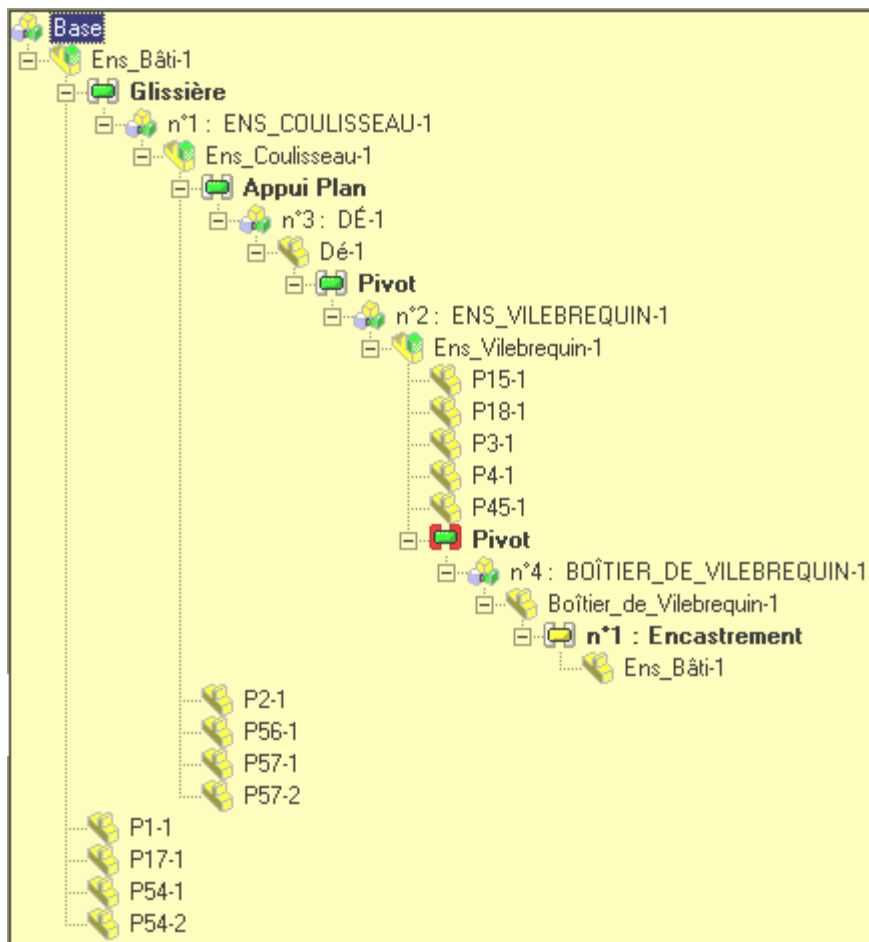 Base
Ens_Bâti-1
Glissière
n°1 : ENS_COULISSEAU-1
Ens_Coulisseau-1
Appui Plan
n°3 : DÉ-1
Dé-1
Pivot
n°2 : ENS_VILEBREQUIN-1
Ens_Vilebrequin-1
P15-1
P18-1
P3-1
P4-1
P45-1
Pivot
n°4 : BOÎTIER_DE_VILEBREQUIN-1
Boîtier_de_Vilebrequin-1
n°1 : Encastrement
Ens_Bâti-1
P2-1
P56-1
P57-1
P57-2
P1-1
P17-1
P54-1
P54-2